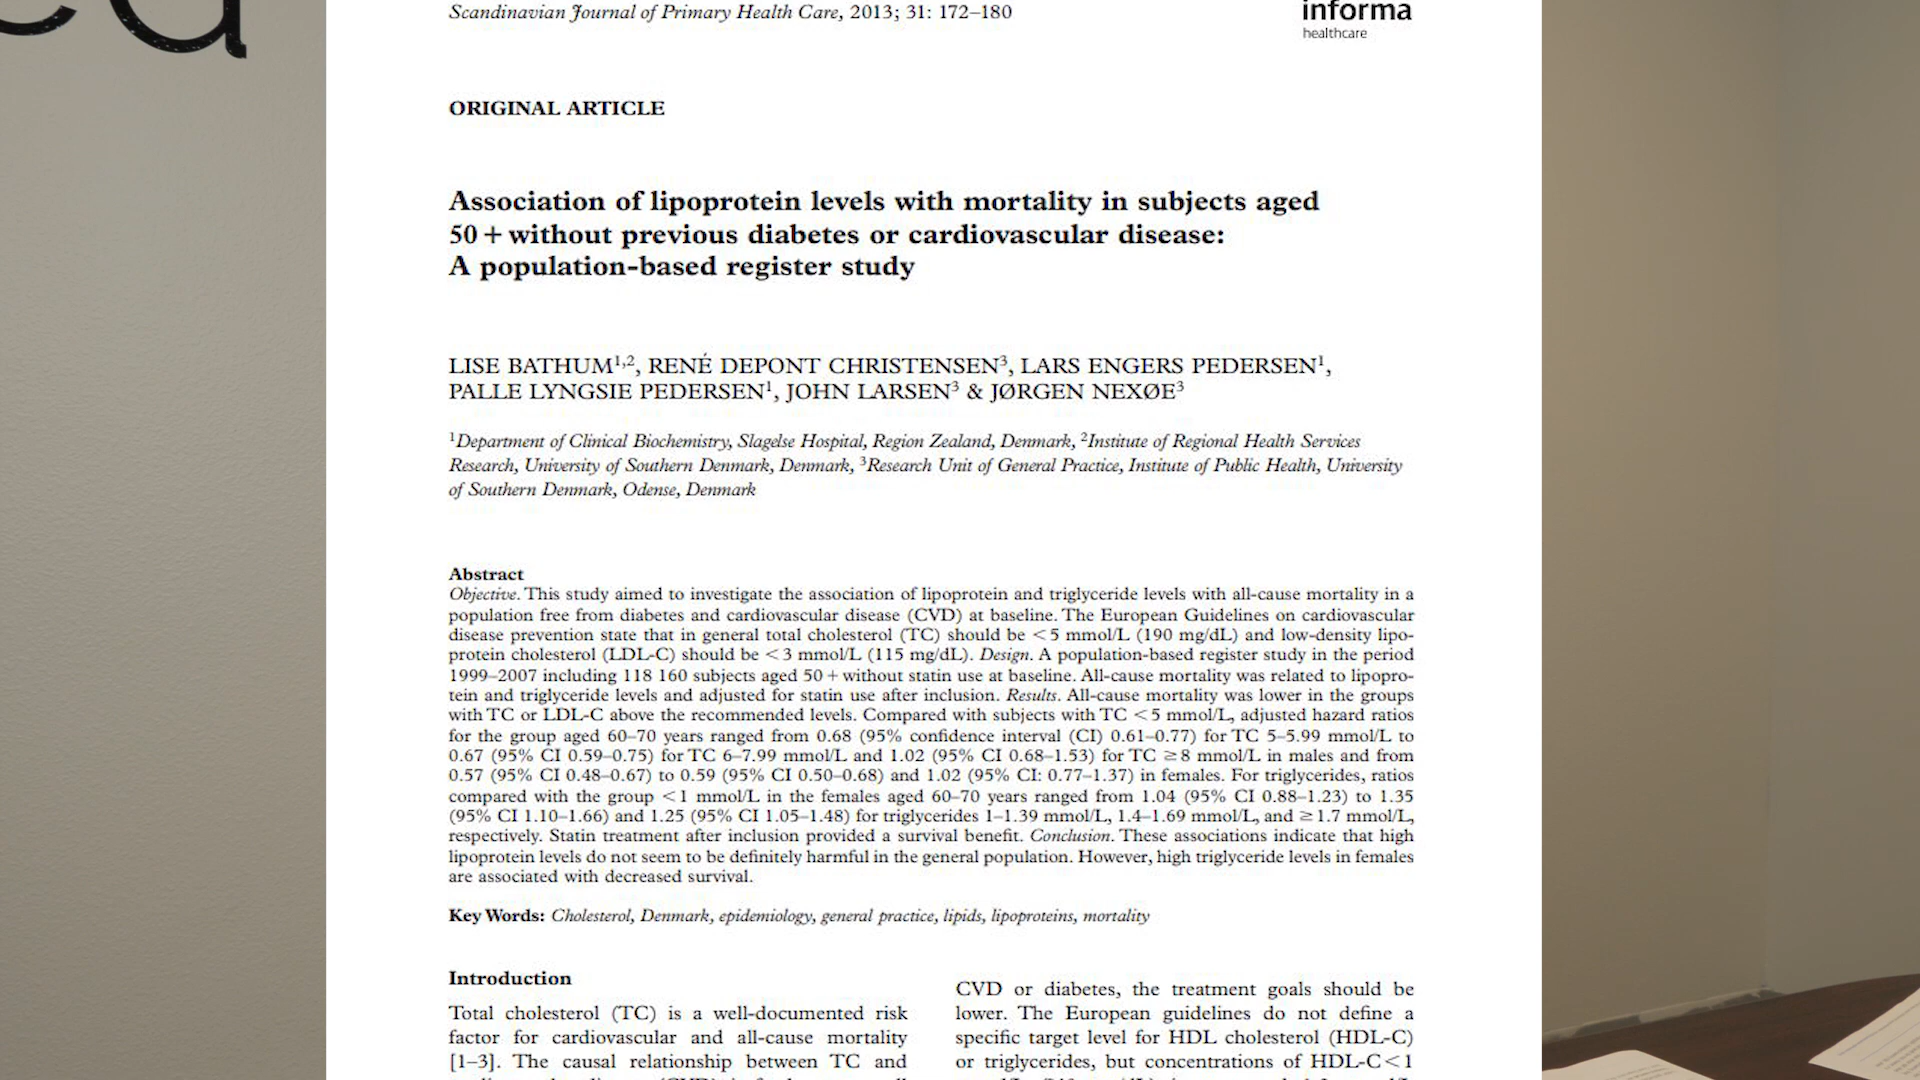 Scandinavian Journal of Primary Health Care, 2013; 31: 172–180
informa
healthcare
ORIGINAL ARTICLE
Association of lipoprotein levels with mortality in subjects aged
50 + without previous diabetes or cardiovascular disease:
A population-based register study
LISE BATHUM1,2, RENÉ DEPONT CHRISTENSEN3, LARS ENGERS PEDERSEN1,
PALLE LYNGSIE PEDERSEN1, JOHN LARSEN3 & JØRGEN NEXØE3
1Department of Clinical Biochemistry, Slagelse Hospital, Region Zealand, Denmark, 2Institute of Regional Health Services
Research, University of Southern Denmark, Denmark, 3Research Unit of General Practice, Institute of Public Health, University
of Southern Denmark, Odense, Denmark
Abstract
Objective. This study aimed to investigate the association of lipoprotein and triglyceride levels with all-cause mortality in a
population free from diabetes and cardiovascular disease (CVD) at baseline. The European Guidelines on cardiovascular
disease prevention state that in general total cholesterol (TC) should be < 5 mmol/L (190 mg/dL) and low-density lipo-
protein cholesterol (LDL-C) should be < 3 mmol/L (115 mg/dL). Design. A population-based register study in the period
1999–2007 including 118 160 subjects aged 50 + without statin use at baseline. All-cause mortality was related to lipopro-
tein and triglyceride levels and adjusted for statin use after inclusion. Results. All-cause mortality was lower in the groups
with TC or LDL-C above the recommended levels. Compared with subjects with TC < 5 mmol/L, adjusted hazard ratios
for the group aged 60–70 years ranged from 0.68 (95% confidence interval (CI) 0.61–0.77) for TC 5–5.99 mmol/L to
0.67 (95% CI 0.59–0.75) for TC 6–7.99 mmol/L and 1.02 (95% CI 0.68–1.53) for TC ≥ 8 mmol/L in males and from
0.57 (95% CI 0.48–0.67) to 0.59 (95% CI 0.50–0.68) and 1.02 (95% CI: 0.77–1.37) in females. For triglycerides, ratios
compared with the group < 1 mmol/L in the females aged 60–70 years ranged from 1.04 (95% CI 0.88–1.23) to 1.35
(95% CI 1.10–1.66) and 1.25 (95% CI 1.05–1.48) for triglycerides 1–1.39 mmol/L, 1.4–1.69 mmol/L, and ≥ 1.7 mmol/L,
respectively. Statin treatment after inclusion provided a survival benefit. Conclusion. These associations indicate that high
lipoprotein levels do not seem to be definitely harmful in the general population. However, high triglyceride levels in females
are associated with decreased survival.
Key Words: Cholesterol, Denmark, epidemiology, general practice, lipids, lipoproteins, mortality
Introduction
Total cholesterol (TC) is a well-documented risk
factor for cardiovascular and all-cause mortality
[1–3]. The causal relationship between TC and
CVD or diabetes, the treatment goals should be
lower. The European guidelines do not define a
specific target level for HDL cholesterol (HDL-C)
or triglycerides, but concentrations of HDL-C < 1